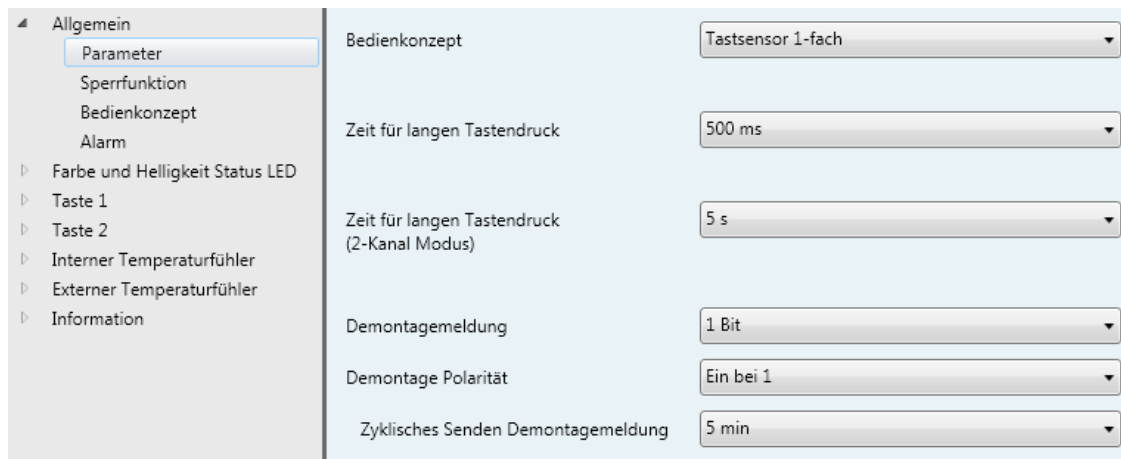 Allgemein
Parameter
Sperrfunktion
Bedienkonzept
Alarm
Farbe und Helligkeit Status LED
Taste 1
Taste 2
Interner Temperaturfühler
Externer Temperaturfühler
Information
Bedienkonzept
Tastsensor 1-fach
Zeit für langen Tastendruck
500 ms
Zeit für langen Tastendruck
(2-Kanal Modus)
5 s
Demontagemeldung
1 Bit
Demontage Polarität
Ein bei 1
Zyklisches Senden Demontagemeldung
5 min